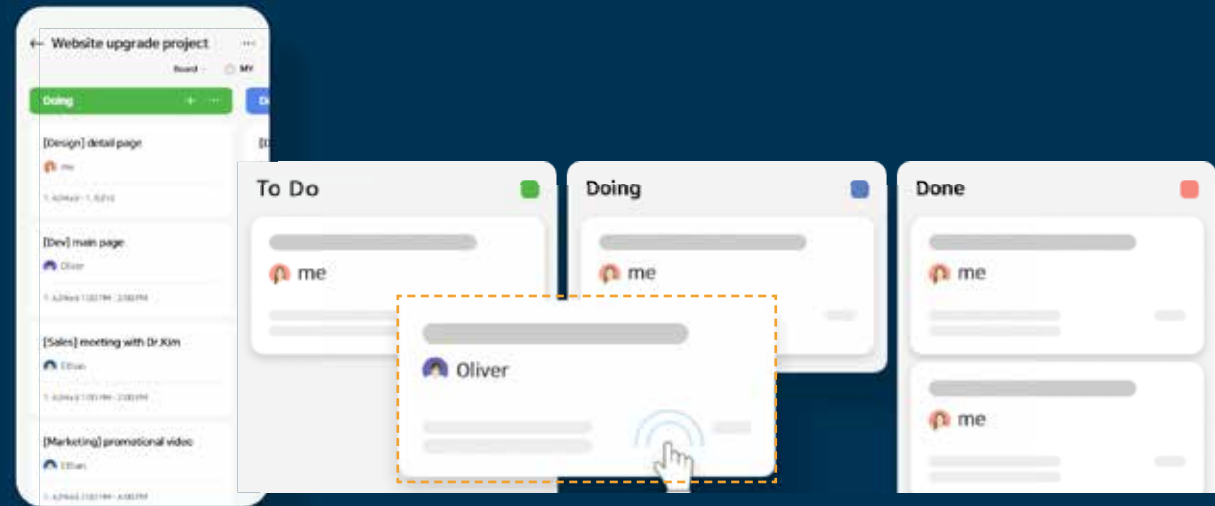 ← Website upgrade project ...
Board
MY
Doing + ...
[Design] detail page
me
[Dev] main page
Oliver
[Sales] meeting with Dr.Kim
Ethan
[Marketing] promotional video
Ethan
To Do
me
Doing
me
Oliver
Done
me
me